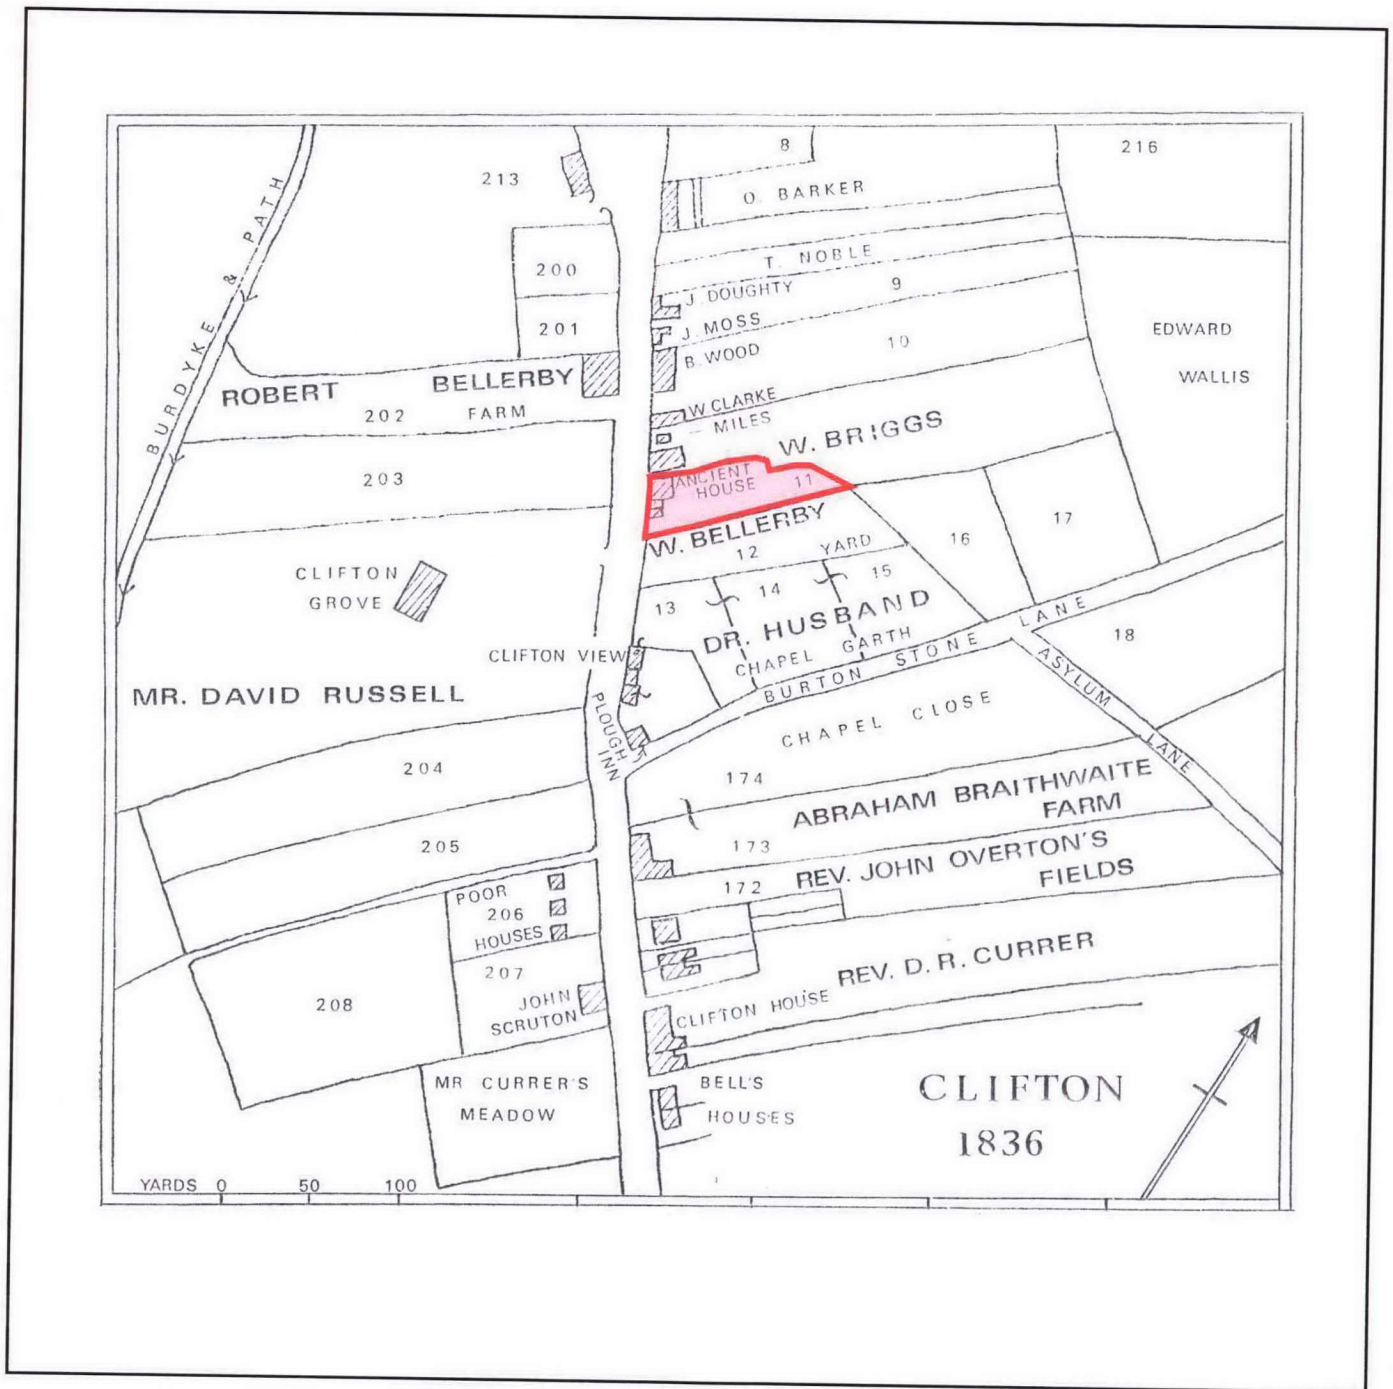 8
216
213
O. BARKER
BURDYKE & PATH
T. NOBLE
200
J. DOUGHTY
9
201
J. MOSS
EDWARD
WALLIS
B. WOOD
10
ROBERT BELLERBY
202 FARM
W CLARKE
MILES
W. BRIGGS
203
ANCIENT
HOUSE
11
W. BELLERBY
12
YARD
16
17
CLIFTON
GROVE
13
14
15
DR. HUSBAND
CHAPEL GARTH
BURTON STONE LANE
18
CLIFTON VIEW
ASYLUM LANE
MR. DAVID RUSSELL
PLOUGH
INN
CHAPEL CLOSE
204
174
ABRAHAM BRAITHWAITE
FARM
205
173
REV. JOHN OVERTON'S
FIELDS
172
POOR
206
HOUSES
207
REV. D. R. CURRER
208
JOHN
SCRUTON
CLIFTON HOUSE
MR CURRER'S
MEADOW
BELL'S
HOUSES
CLIFTON
1836
YARDS 0 50 100